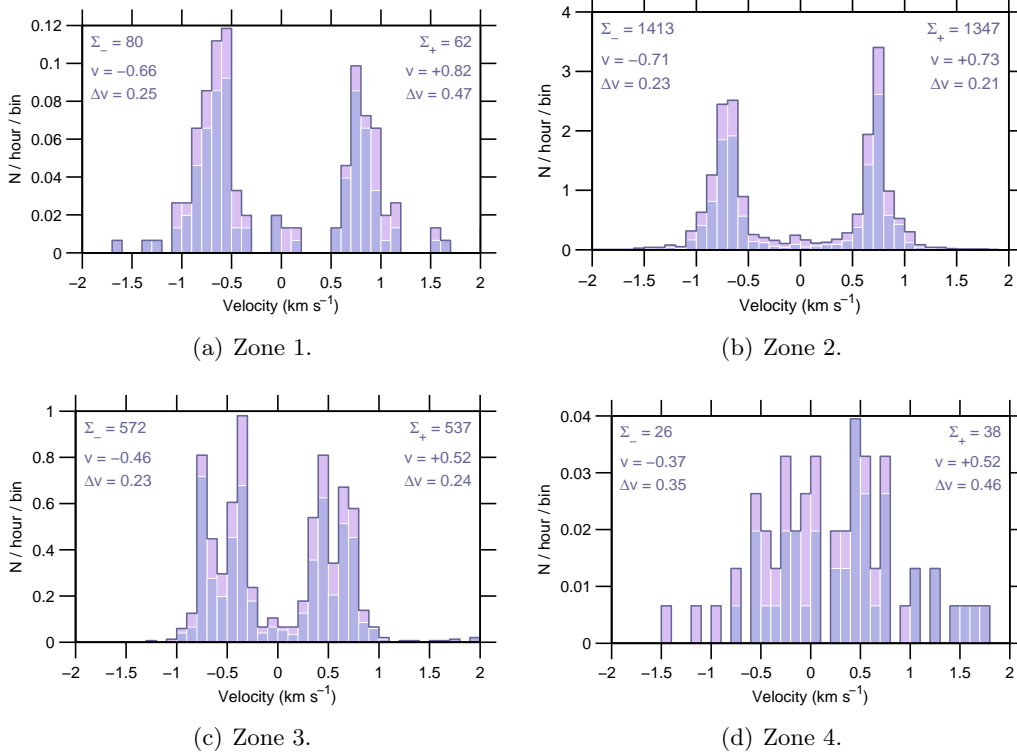 0.12
0.10
0.08
0.06
0.04
0.02
0
N / hour / bin
Σ_ = 80
v = −0.66
Δv = 0.25
Σ+ = 62
v = +0.82
Δv = 0.47
−2 −1.5 −1 −0.5 0 0.5 1 1.5 2
Velocity (km s⁻¹)
(a) Zone 1.
4
3
2
1
0
N / hour / bin
Σ_ = 1413
v = −0.71
Δv = 0.23
Σ+ = 1347
v = +0.73
Δv = 0.21
−2 −1.5 −1 −0.5 0 0.5 1 1.5 2
Velocity (km s⁻¹)
(b) Zone 2.
1
0.8
0.6
0.4
0.2
0
N / hour / bin
Σ_ = 572
v = −0.46
Δv = 0.23
Σ+ = 537
v = +0.52
Δv = 0.24
−2 −1.5 −1 −0.5 0 0.5 1 1.5 2
Velocity (km s⁻¹)
(c) Zone 3.
0.04
0.03
0.02
0.01
0
N / hour / bin
Σ_ = 26
v = −0.37
Δv = 0.35
Σ+ = 38
v = +0.52
Δv = 0.46
−2 −1.5 −1 −0.5 0 0.5 1 1.5 2
Velocity (km s⁻¹)
(d) Zone 4.